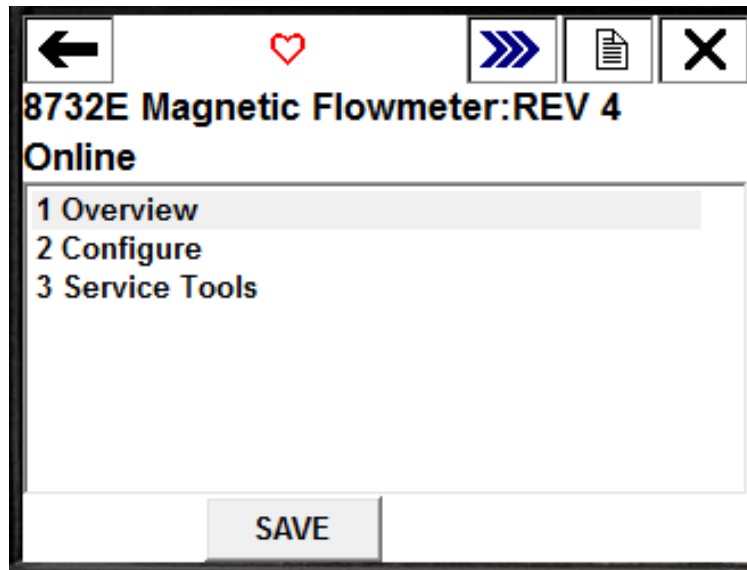 8732E Magnetic Flowmeter:REV 4
Online
1 Overview
2 Configure
3 Service Tools
SAVE